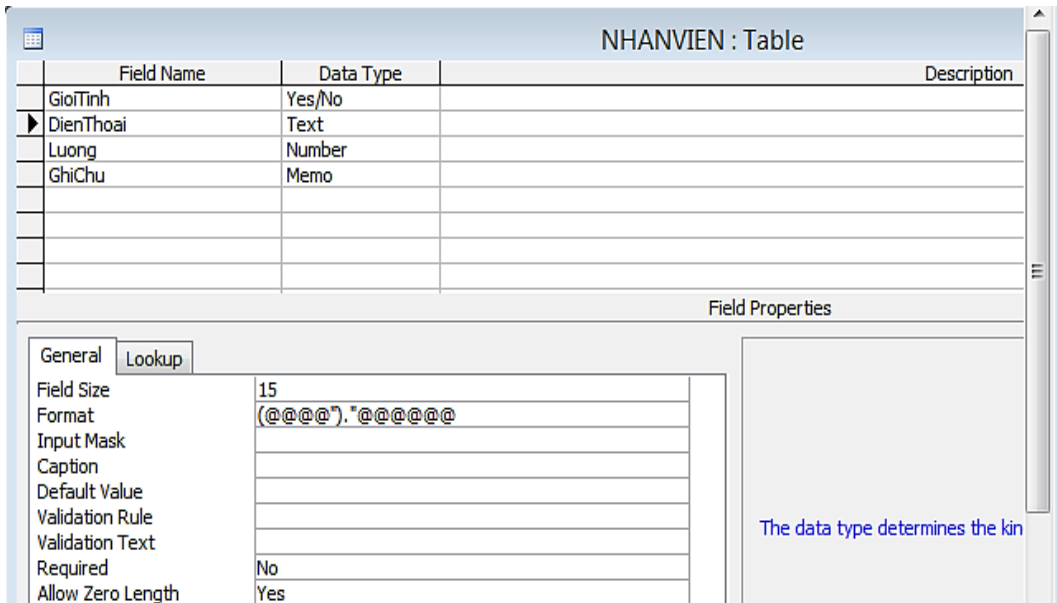 NHANVIEN : Table
Field Name Data Type Description
GioiTinh Yes/No
DienThoai Text
Luong Number
GhiChu Memo
Field Properties
General Lookup
Field Size 15
Format (@@@@")."@@@@@@
Input Mask
Caption
Default Value
Validation Rule
Validation Text
The data type determines the kin
Required No
Allow Zero Length Yes